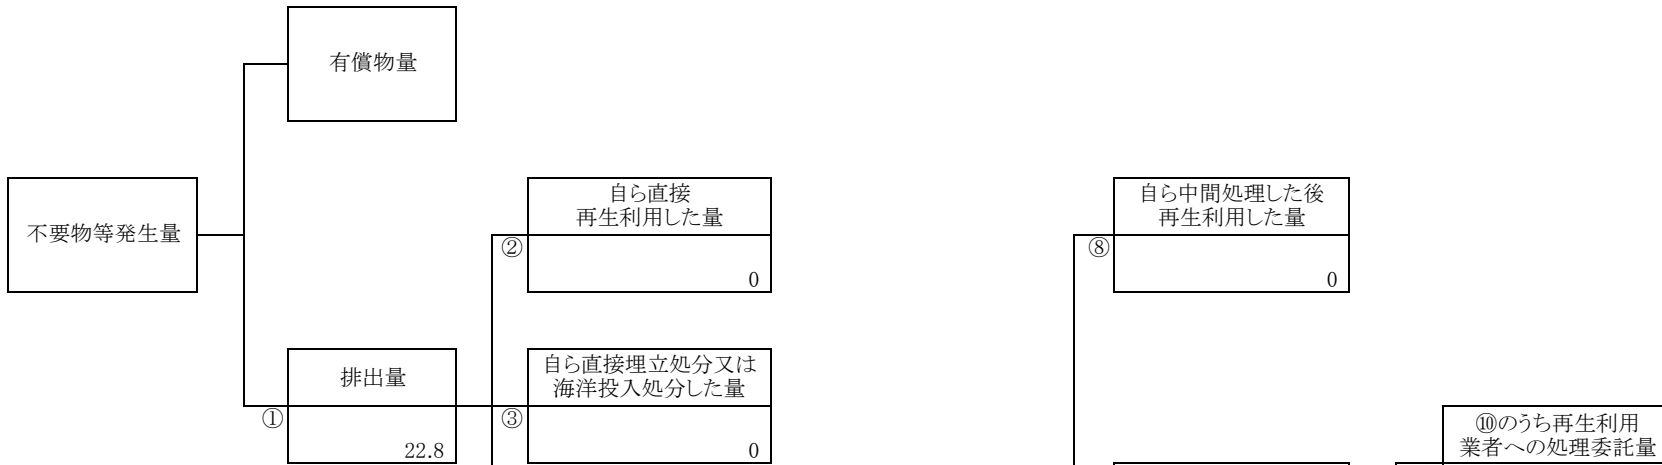 有償物量
不要物等発生量
自ら直接
再生利用した量
②
0
自ら中間処理した後
再生利用した量
⑧
0
排出量
①
22.8
自ら直接埋立処分又は
海洋投入処分した量
③
0
⑩のうち再生利用
業者への処理委託量